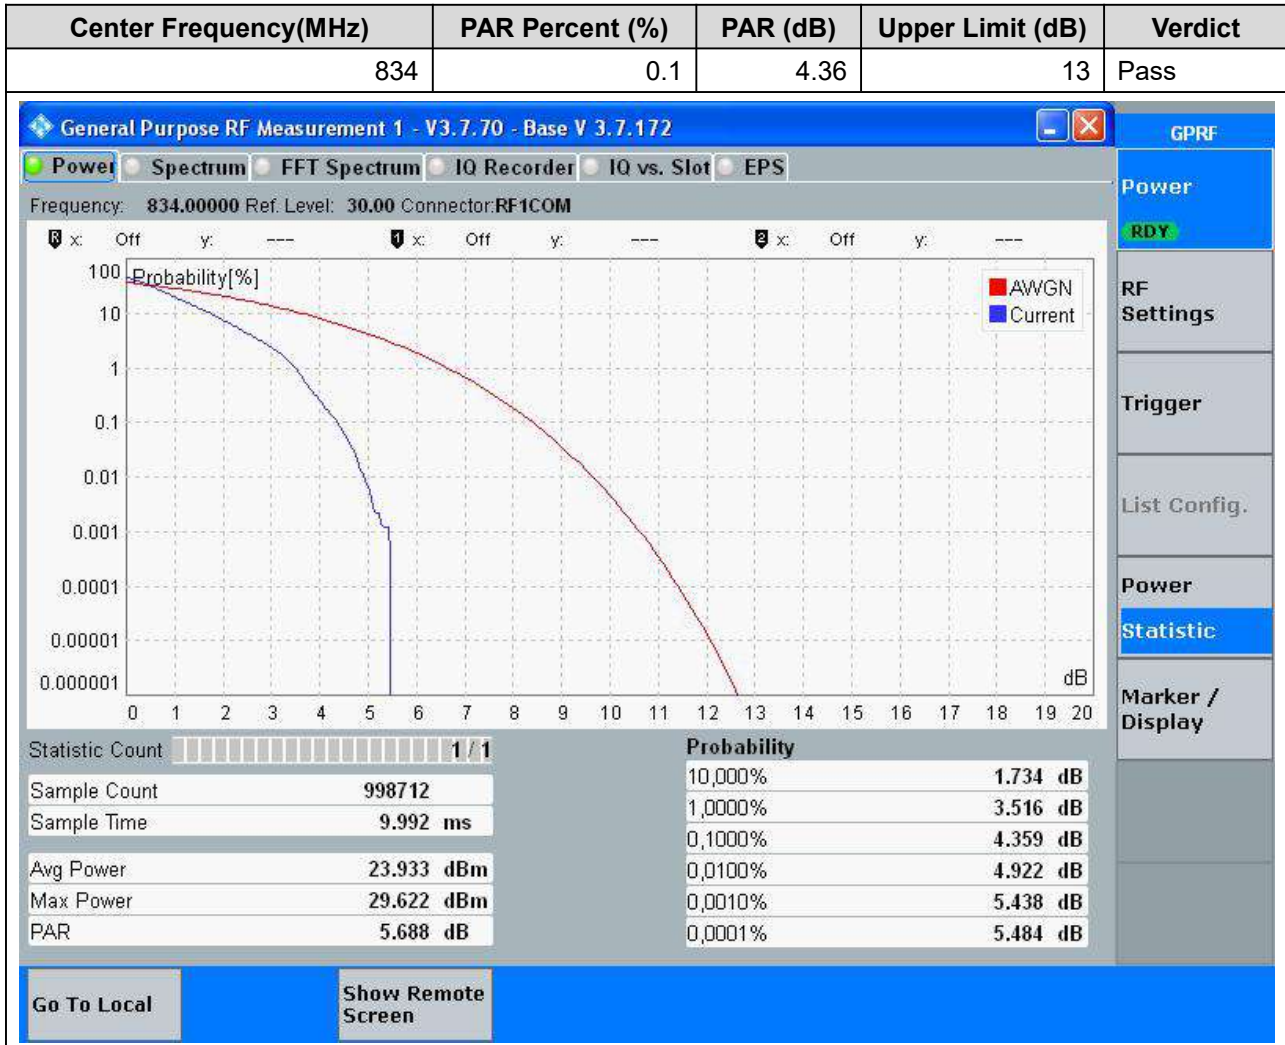 Center Frequency(MHz) PAR Percent (%) PAR (dB) Upper Limit (dB) Verdict
834 0.1 4.36 13 Pass
General Purpose RF Measurement 1 - V3.7.70 - Base V 3.7.172
GPRF
Power Spectrum FFT Spectrum IQ Recorder IQ vs. Slot EPS
Frequency: 834.00000 Ref. Level: 30.00 Connector:RF1COM
R x: Off y: --- 1 x: Off y: --- 2 x: Off y: ---
Probability[%]
AWGN
Current
100
10
1
0.1
0.01
0.001
0.0001
0.00001
0.000001
dB
0 1 2 3 4 5 6 7 8 9 10 11 12 13 14 15 16 17 18 19 20
Statistic Count 1 / 1
Sample Count 998712
Sample Time 9.992 ms
Avg Power 23.933 dBm
Max Power 29.622 dBm
PAR 5.688 dB
Probability
10,000% 1.734 dB
1,0000% 3.516 dB
0,1000% 4.359 dB
0,0100% 4.922 dB
0,0010% 5.438 dB
0,0001% 5.484 dB
Power
RDY
RF
Settings
Trigger
List Config.
Power
Statistic
Marker /
Display
Go To Local
Show Remote
Screen